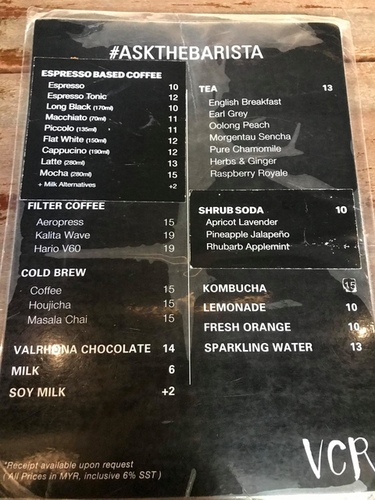 #ASKTHEBARISTA
ESPRESSO BASED COFFEE
Espresso 10
Espresso Tonic 12
Long Black (170ml) 10
Macchiato (70ml) 11
Piccolo (135ml) 11
Flat White (150ml) 12
Cappucino (190ml) 12
Latte (280ml) 13
Mocha (280ml) 15
+ Milk Alternatives +2
FILTER COFFEE
Aeropress 15
Kalita Wave 19
Hario V60 19
COLD BREW
Coffee 15
Houjicha 15
Masala Chai 15
VALRHONA CHOCOLATE 14
MILK 6
SOY MILK +2
TEA 13
English Breakfast
Earl Grey
Oolong Peach
Morgentau Sencha
Pure Chamomile
Herbs & Ginger
Raspberry Royale
SHRUB SODA 10
Apricot Lavender
Pineapple Jalapeño
Rhubarb Applemint
KOMBUCHA 15
LEMONADE 10
FRESH ORANGE 10
SPARKLING WATER 13
*Receipt available upon request
( All Prices in MYR, inclusive 6% SST )
VCR